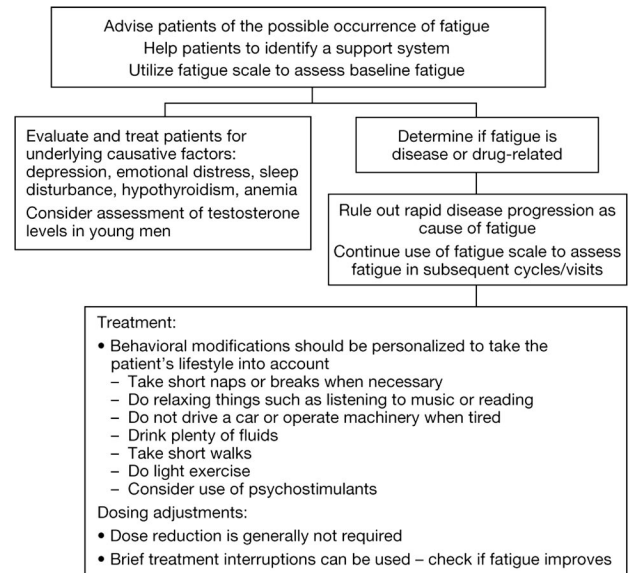 Advise patients of the possible occurrence of fatigue
Help patients to identify a support system
Utilize fatigue scale to assess baseline fatigue
Evaluate and treat patients for
underlying causative factors:
depression, emotional distress, sleep
disturbance, hypothyroidism, anemia
Consider assessment of testosterone
levels in young men
Determine if fatigue is
disease or drug-related
Rule out rapid disease progression as
cause of fatigue
Continue use of fatigue scale to assess
fatigue in subsequent cycles/visits
Treatment:
• Behavioral modifications should be personalized to take the
patient's lifestyle into account
– Take short naps or breaks when necessary
– Do relaxing things such as listening to music or reading
– Do not drive a car or operate machinery when tired
– Drink plenty of fluids
– Take short walks
– Do light exercise
– Consider use of psychostimulants
Dosing adjustments:
• Dose reduction is generally not required
• Brief treatment interruptions can be used – check if fatigue improves